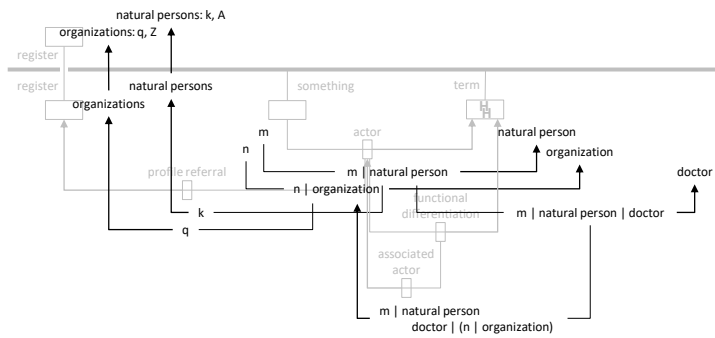 natural persons: k, A
organizations: q, Z
register
register
natural persons
something
term
organizations
m
actor
natural person
n
organization
profile referral
m | natural person
doctor
n | organization
functional
differentiation
k
m | natural person | doctor
q
associated
actor
m | natural person
doctor | (n | organization)